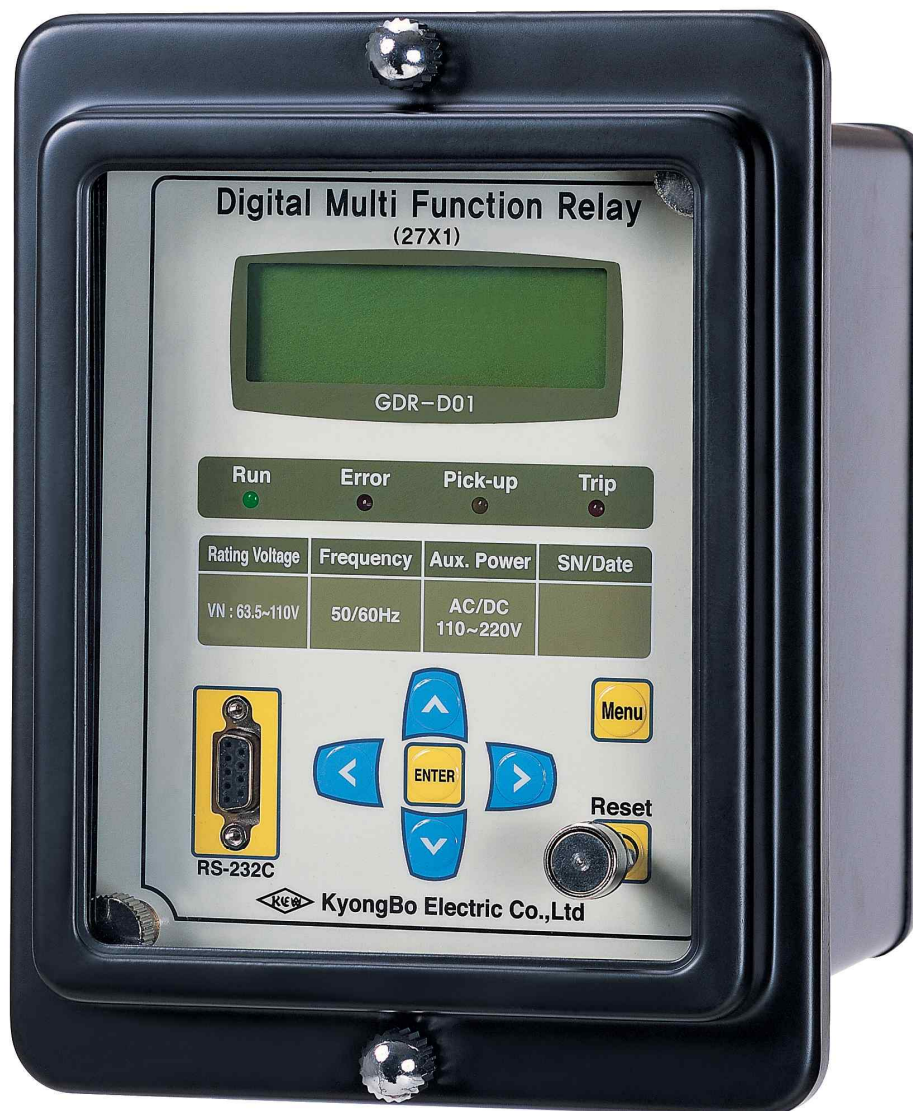 Digital Multi Function Relay
(27X1)
GDR-D01
Run Error Pick-up Trip
Rating Voltage Frequency Aux. Power SN/Date
VN : 63.5~110V 50/60Hz AC/DC 110~220V
Menu
ENTER
Reset
RS-232C
KyongBo Electric Co.,Ltd